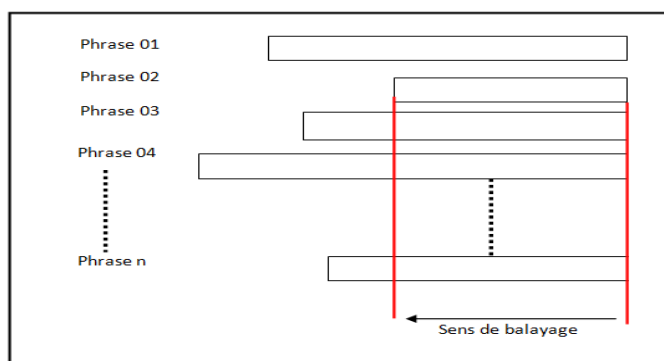 Phrase 01
Phrase 02
Phrase 03
Phrase 04
Phrase n
Sens de balayage